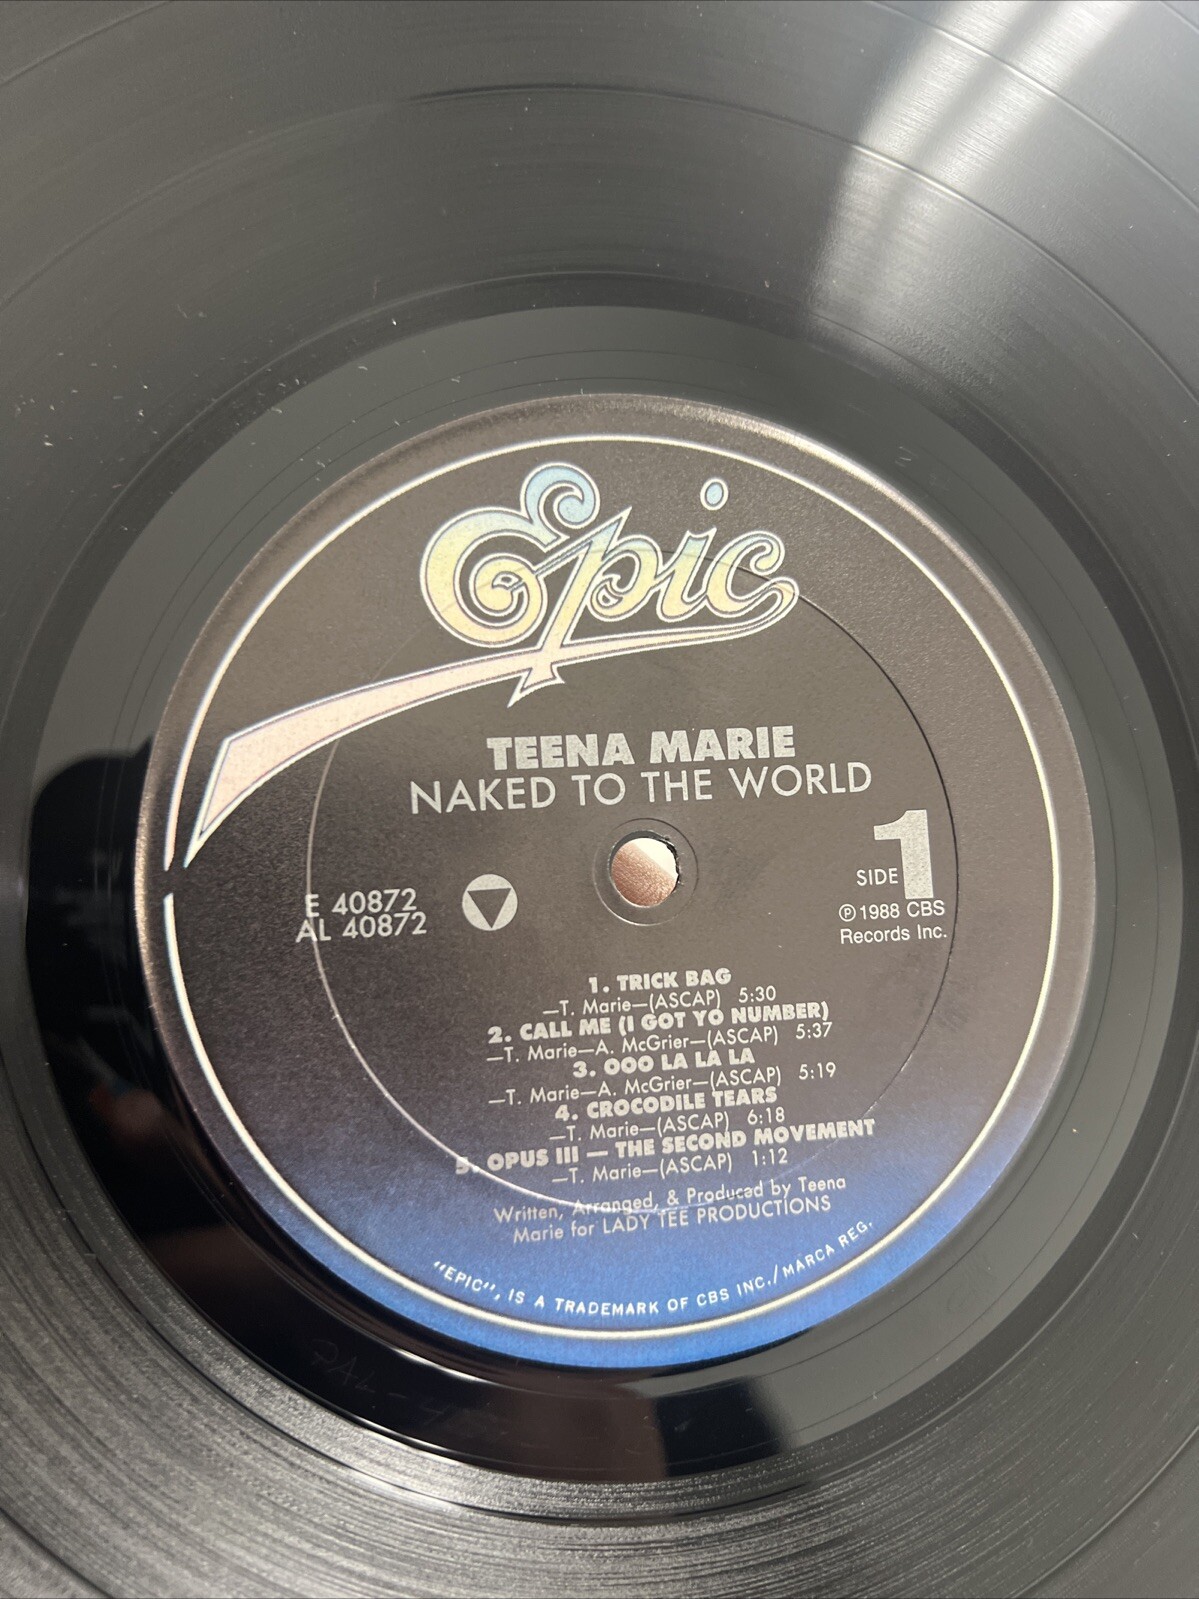 Epic
TEENA MARIE
NAKED TO THE WORLD
SIDE 1
E 40872
AL 40872
℗ 1988 CBS
Records Inc.
1. TRICK BAG
—T. Marie—(ASCAP) 5:30
2. CALL ME (I GOT YO NUMBER)
—T. Marie—A. McGrier—(ASCAP) 5:37
3. OOO LA LA LA
—T. Marie—A. McGrier—(ASCAP) 5:19
4. CROCODILE TEARS
—T. Marie—(ASCAP) 6:18
5. OPUS III — THE SECOND MOVEMENT
—T. Marie—(ASCAP) 1:12
Written, Arranged, & Produced by Teena
Marie for LADY TEE PRODUCTIONS
"EPIC", IS A TRADEMARK OF CBS INC./MARCA REG.